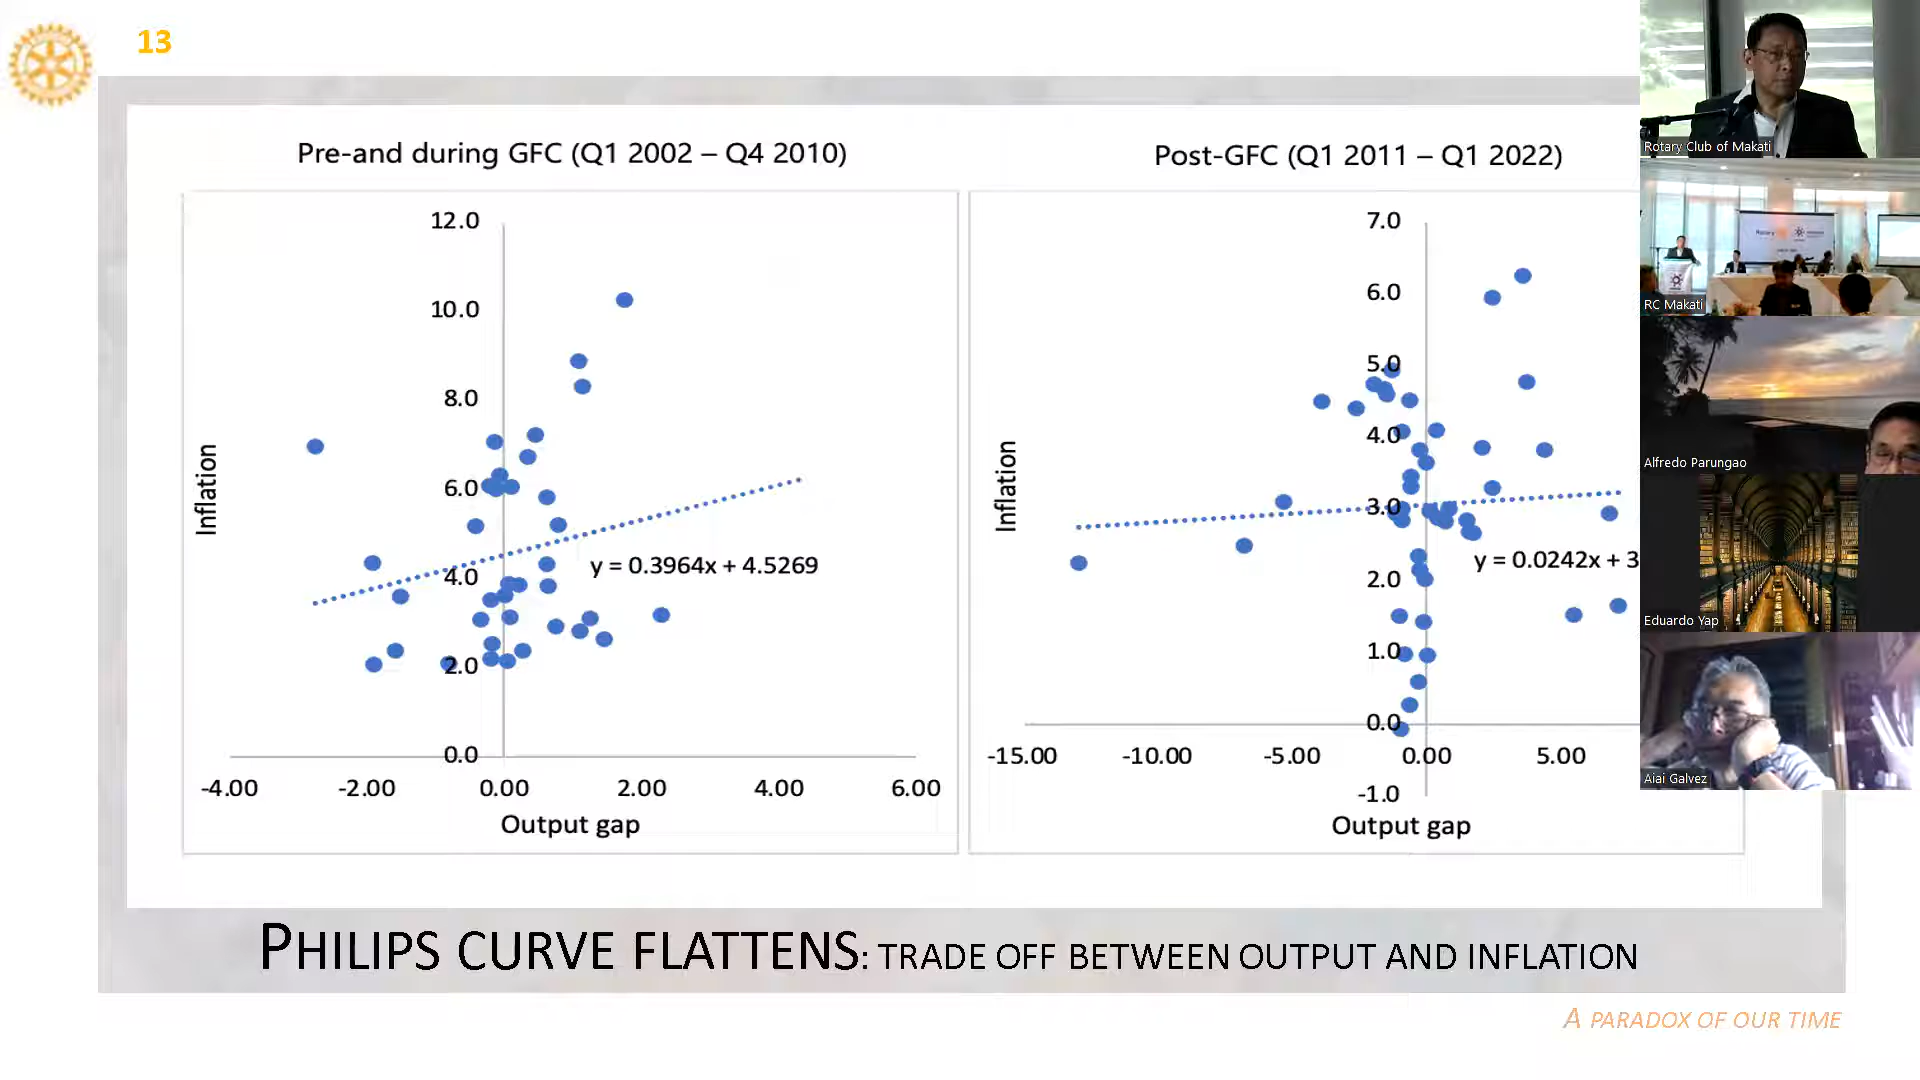 13
Pre-and during GFC (Q1 2002 – Q4 2010)
12.0
10.0
8.0
6.0
4.0
2.0
0.0
-4.00 -2.00 0.00 2.00 4.00 6.00
Inflation
Output gap
y = 0.3964x + 4.5269
Post-GFC (Q1 2011 – Q1 2022)
7.0
6.0
5.0
4.0
3.0
2.0
1.0
0.0
-1.0
-15.00 -10.00 -5.00 0.00 5.00
Inflation
Output gap
y = 0.0242x + 3
PHILIPS CURVE FLATTENS: TRADE OFF BETWEEN OUTPUT AND INFLATION
A PARADOX OF OUR TIME
Rotary Club of Makati
RC Makati
Alfredo Parungao
Eduardo Yap
Aiai Galvez